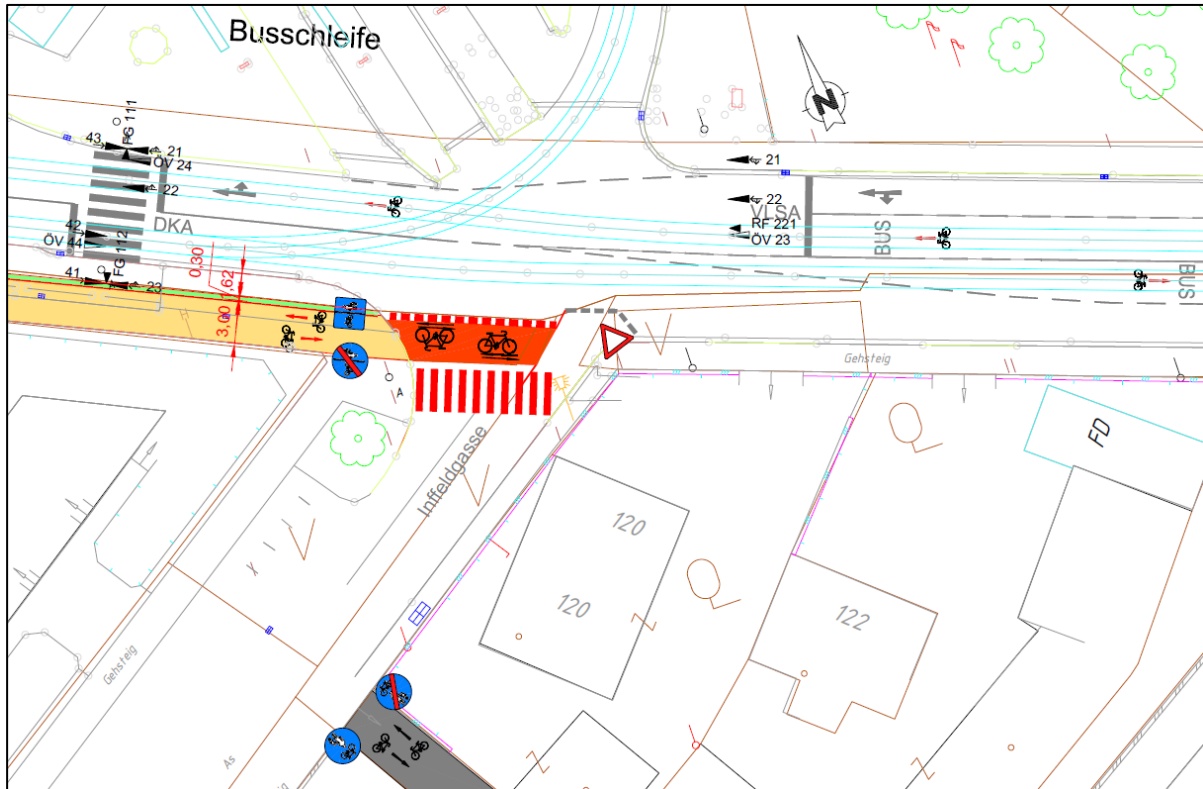 Busschleife
N
43
FG 111
21
ÖV 24
22
21
22
VLSA
RF 221
ÖV 23
BUS
BUS
DKA
42
ÖV 44
FG 112
41
23
0,30
1,62
3,00
A
Gehsteig
Inffeldgasse
FD
120
120
122
Gehsteig
As